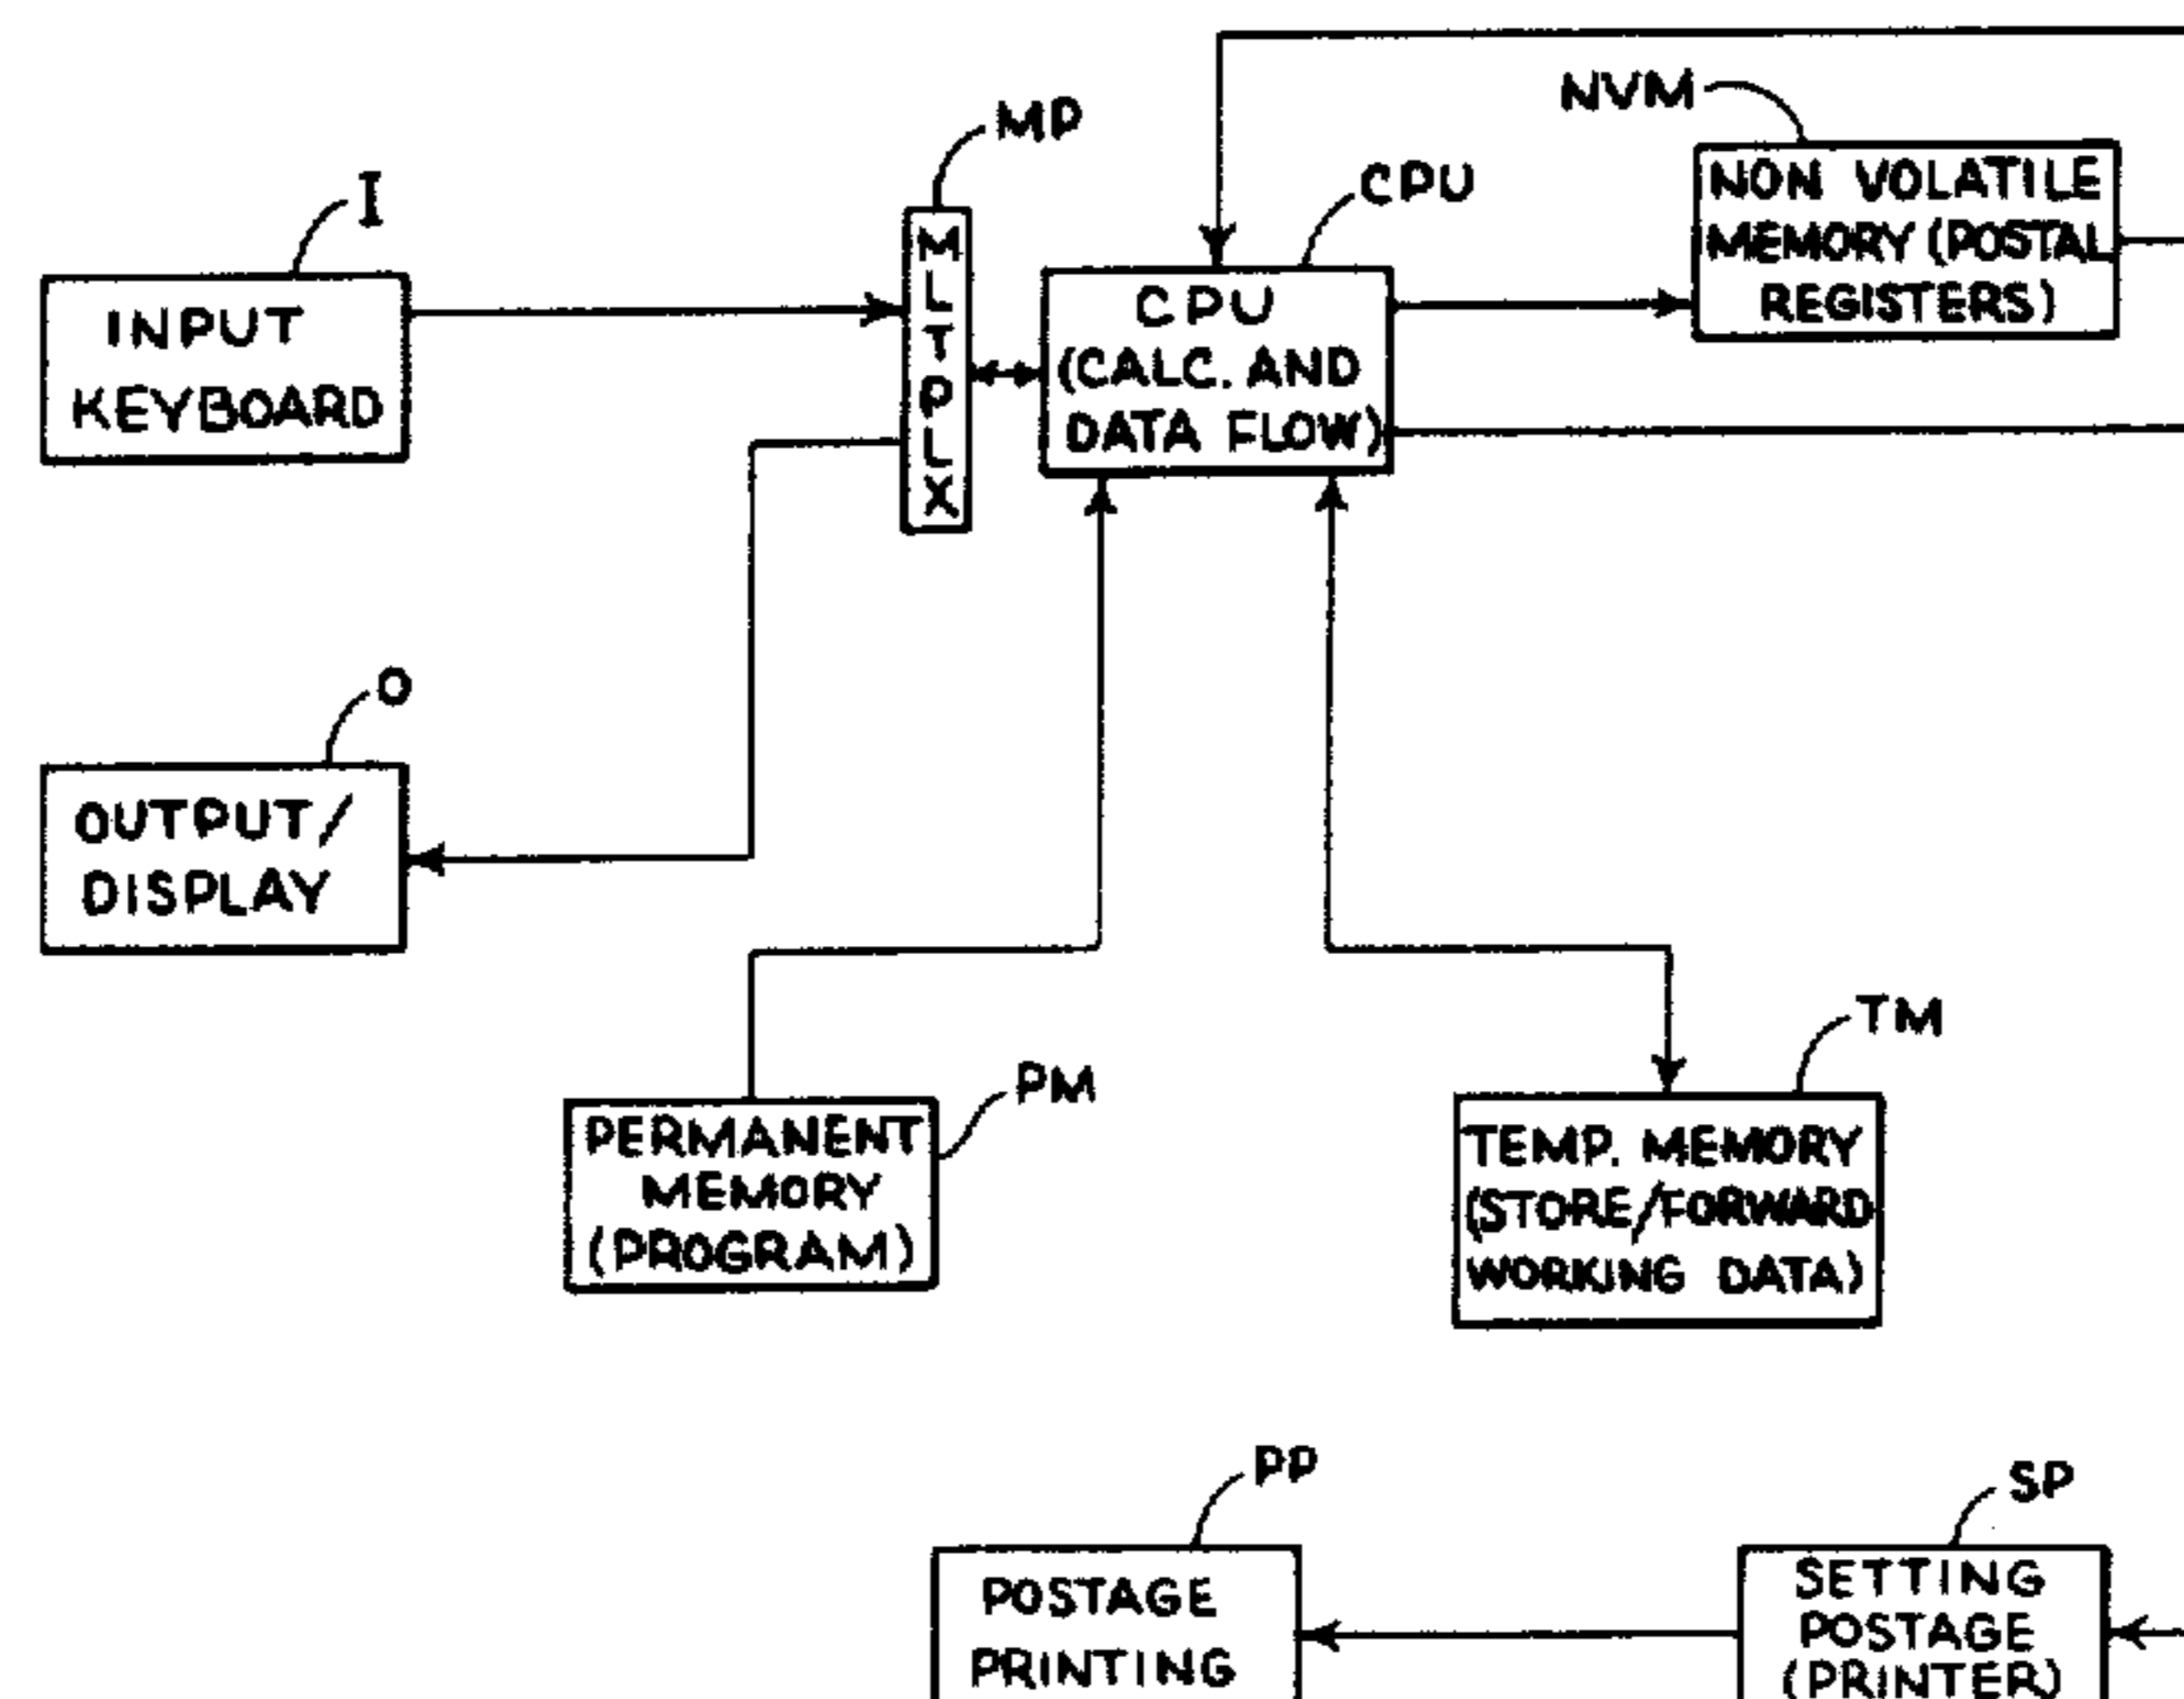 NVM
MP
CPU
I
NON VOLATILE
MEMORY (POSTAL
REGISTERS)
M
L
T
P
L
X
CPU
(CALC. AND
DATA FLOW)
INPUT
KEYBOARD
O
OUTPUT/
DISPLAY
TM
PM
PERMANENT
MEMORY
(PROGRAM)
TEMP. MEMORY
(STORE/FORWARD
WORKING DATA)
PP
SP
POSTAGE
PRINTING
SETTING
POSTAGE
(PRINTER)